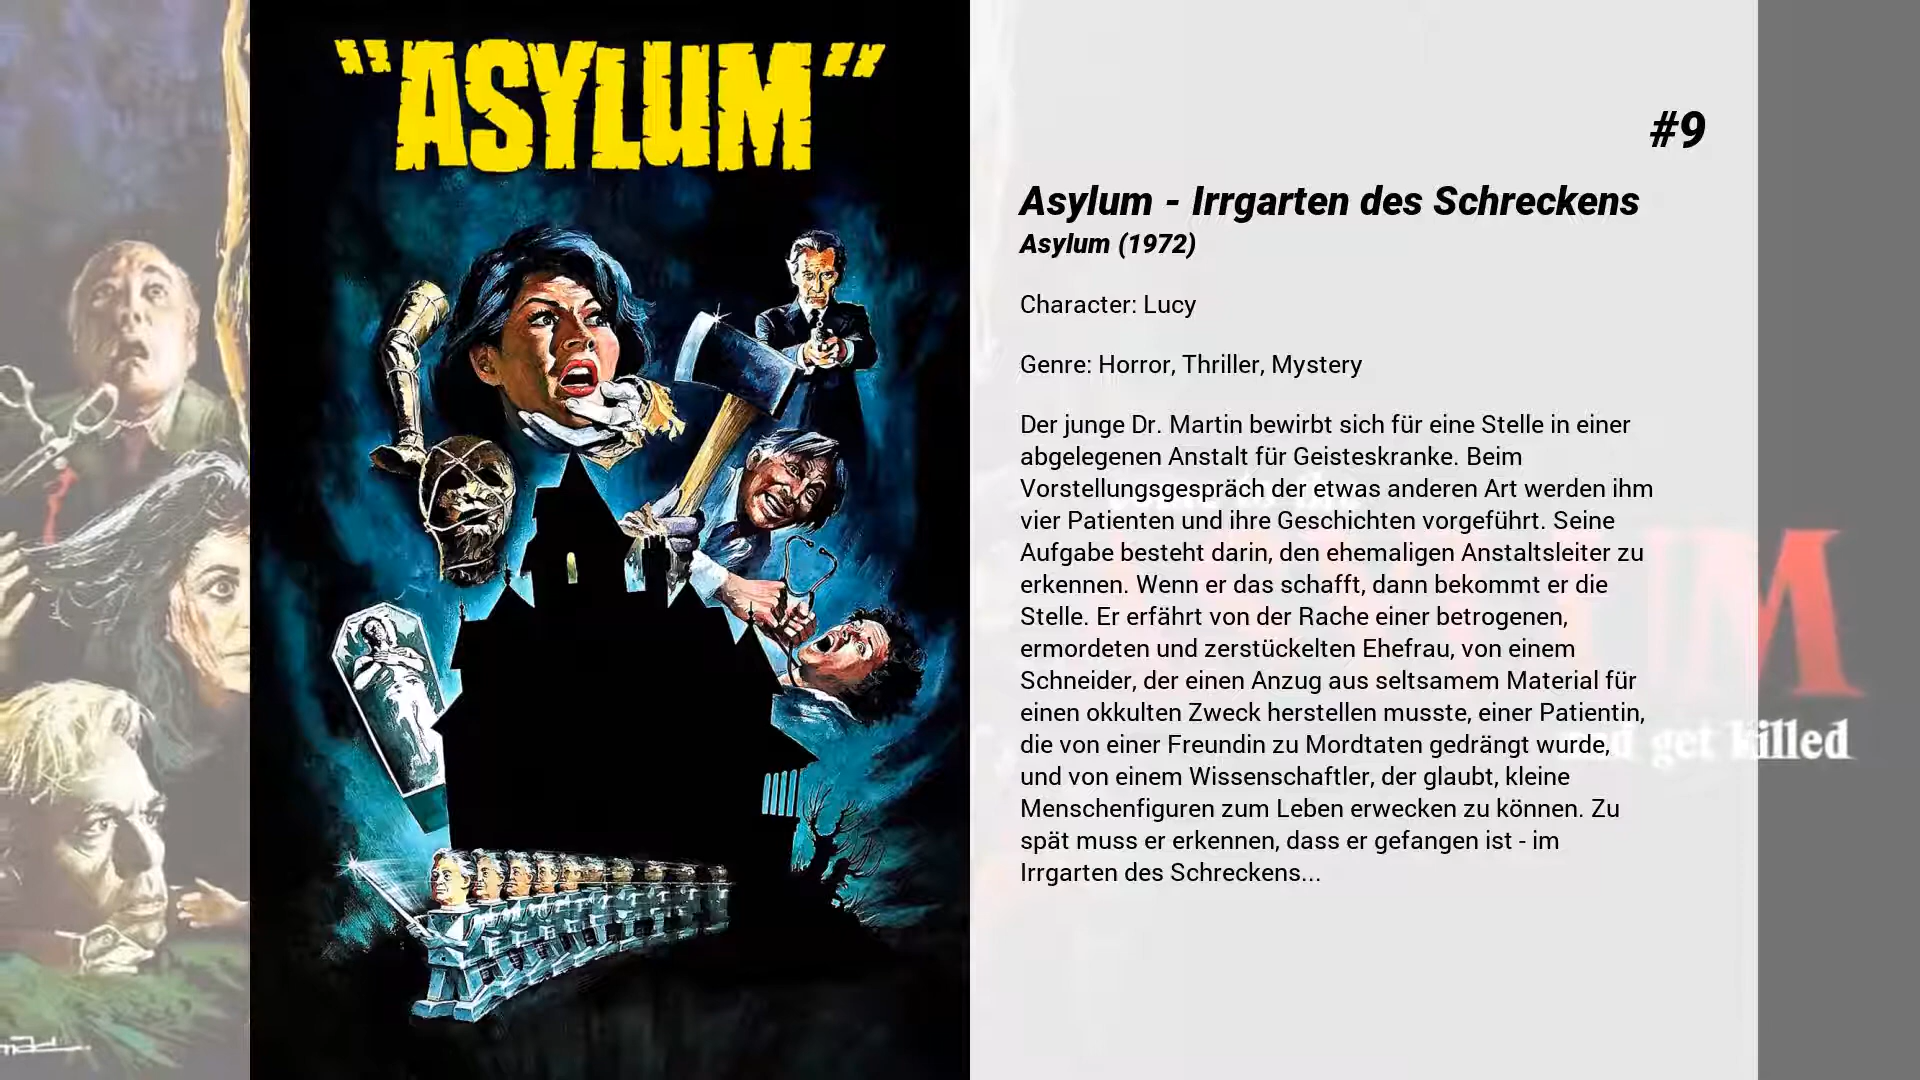 "ASYLUM"
#9
Asylum - Irrgarten des Schreckens
Asylum (1972)
Character: Lucy
Genre: Horror, Thriller, Mystery
Der junge Dr. Martin bewirbt sich für eine Stelle in einer
abgelegenen Anstalt für Geisteskranke. Beim
Vorstellungsgespräch der etwas anderen Art werden ihm
vier Patienten und ihre Geschichten vorgeführt. Seine
Aufgabe besteht darin, den ehemaligen Anstaltsleiter zu
erkennen. Wenn er das schafft, dann bekommt er die
Stelle. Er erfährt von der Rache einer betrogenen,
ermordeten und zerstückelten Ehefrau, von einem
Schneider, der einen Anzug aus seltsamem Material für
einen okkulten Zweck herstellen musste, einer Patientin,
die von einer Freundin zu Mordtaten gedrängt wurde,
und von einem Wissenschaftler, der glaubt, kleine
Menschenfiguren zum Leben erwecken zu können. Zu
spät muss er erkennen, dass er gefangen ist - im
Irrgarten des Schreckens...
get killed